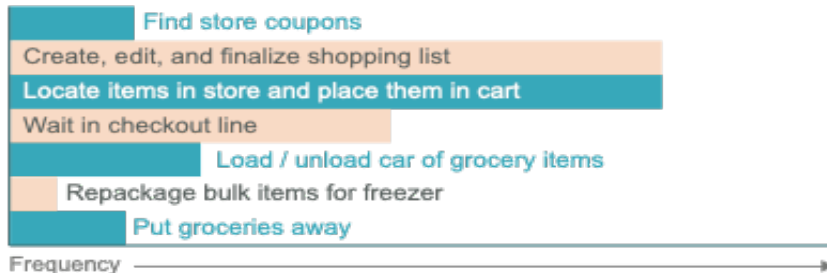 Find store coupons
Create, edit, and finalize shopping list
Locate items in store and place them in cart
Wait in checkout line
Load / unload car of grocery items
Repackage bulk items for freezer
Put groceries away
Frequency